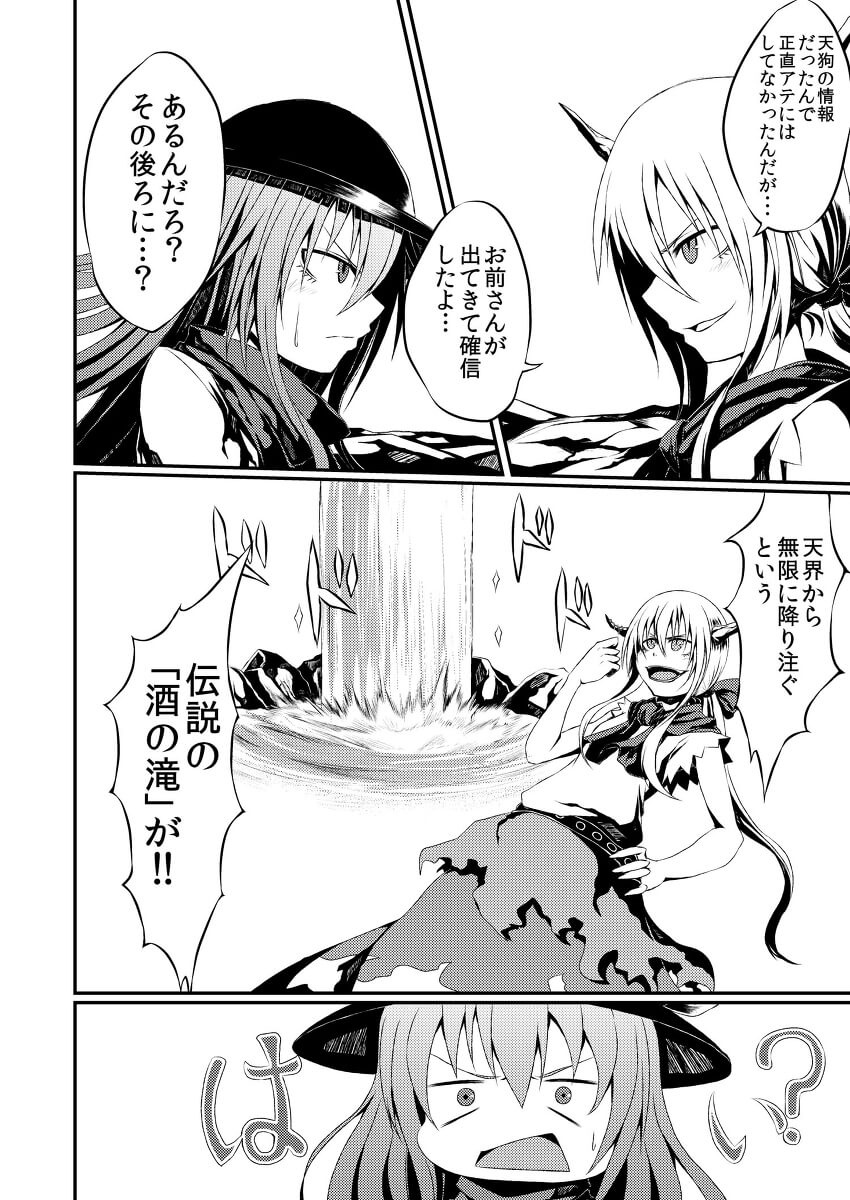 天狗の情報
だったんで
正直アテには
してなかったんだが…
お前さんが
出てきて確信
したよ…
あるんだろ?
その後ろに…?
天界から
無限に降り注ぐ
という
ドドド
ドドド
伝説の
「酒の滝」が!!
はい?